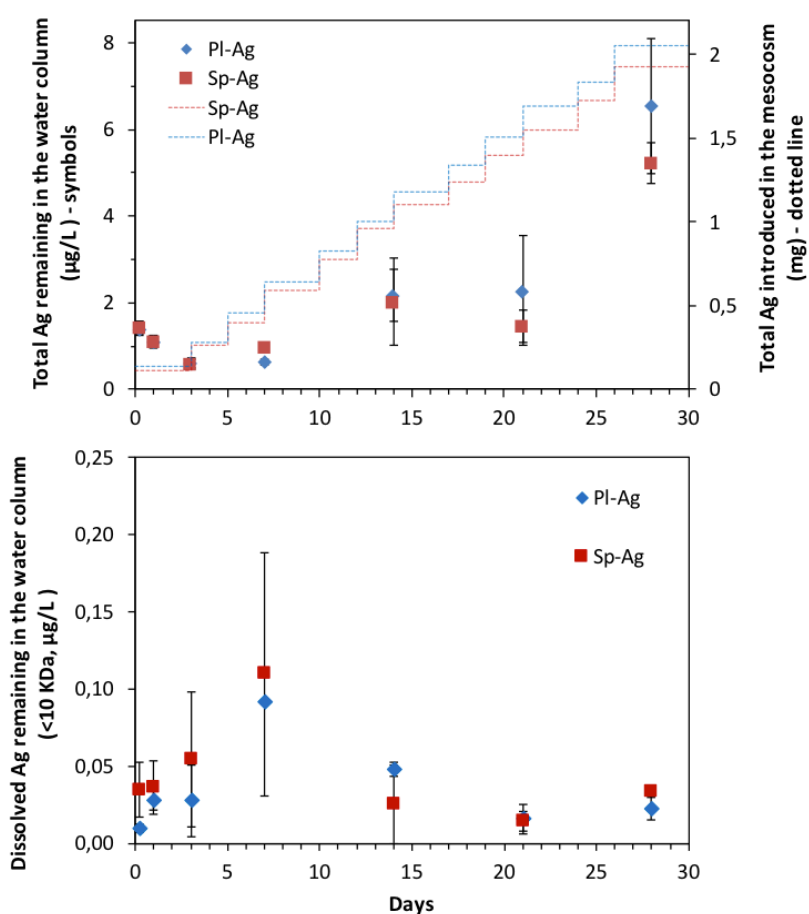 Total Ag remaining in the water column
(µg/L ) - symbols
8
6
4
2
0
Pl-Ag
Sp-Ag
Sp-Ag
Pl-Ag
2
1,5
1
0,5
0
Total Ag introduced in the mesocosm
(mg) - dotted line
0 5 10 15 20 25 30
Dissolved Ag remaining in the water column
(<10 KDa, µg/L )
0,25
0,20
0,15
0,10
0,05
0,00
Pl-Ag
Sp-Ag
0 5 10 15 20 25 30
Days